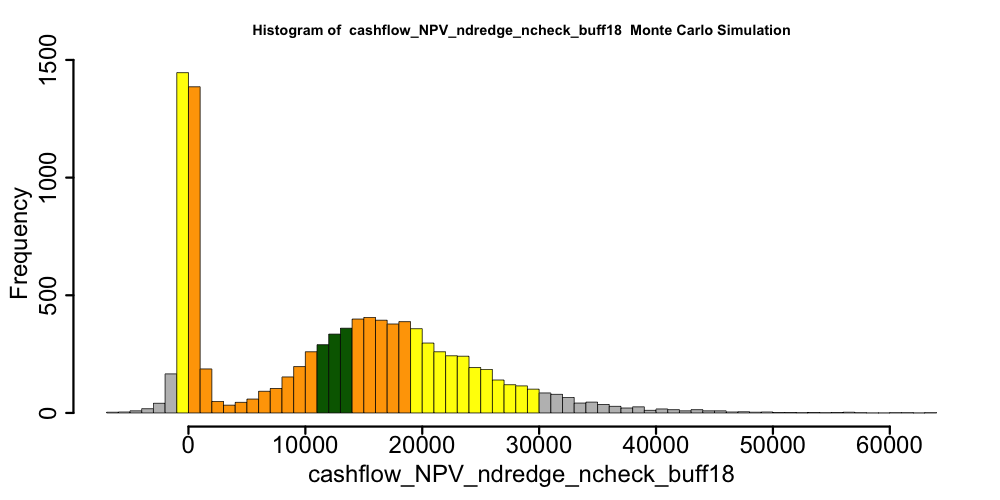 Histogram of  cashflow_NPV_ndredge_ncheck_buff18  Monte Carlo Simulation
1500
1000
500
0
Frequency
0 10000 20000 30000 40000 50000 60000
cashflow_NPV_ndredge_ncheck_buff18